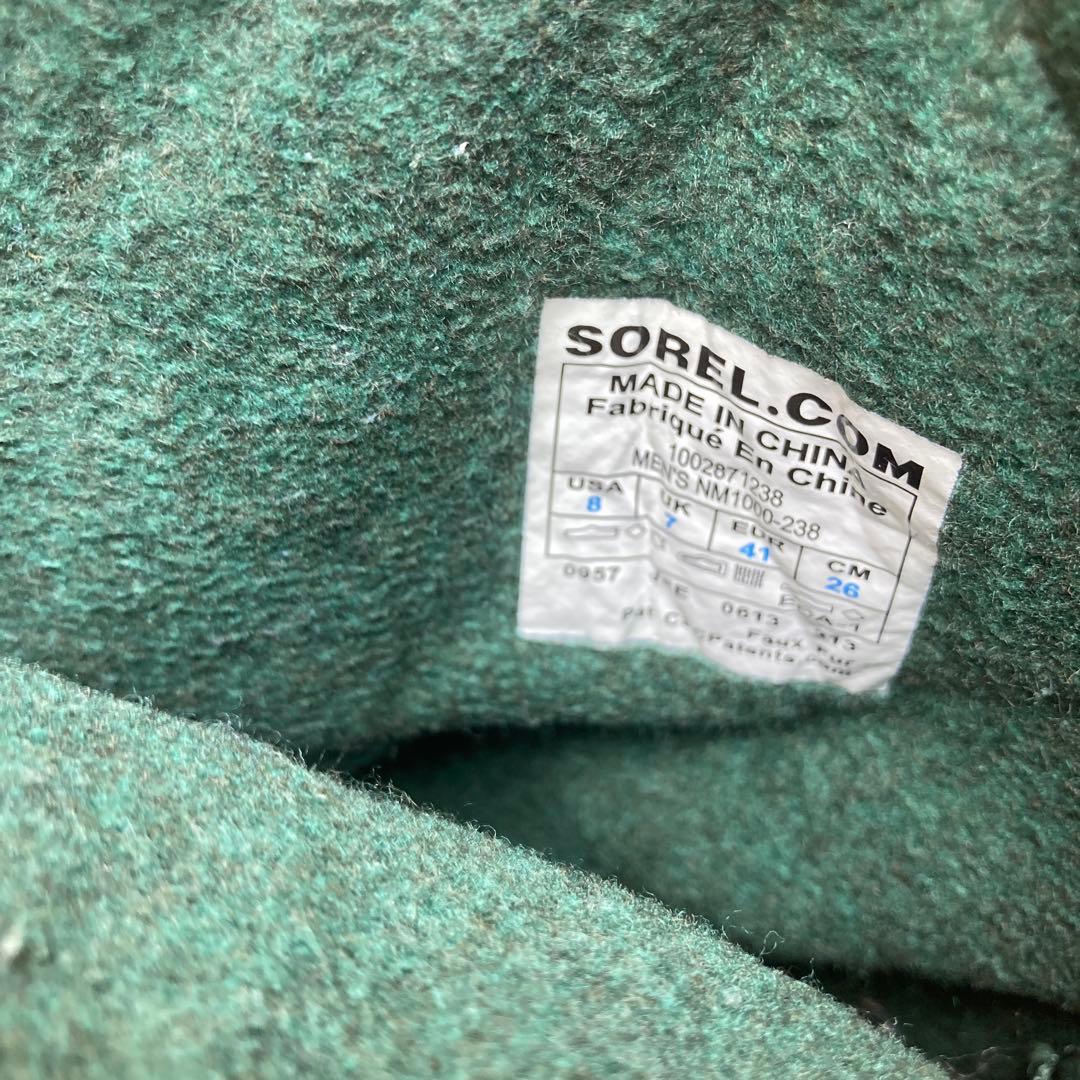 SOREL.COM
MADE IN CHINA
Fabriqué En Chine
1002871238
MEN'S NM1000-238
USA UK EUR CM
8 7 41 26
0957 0613
Faux Fur